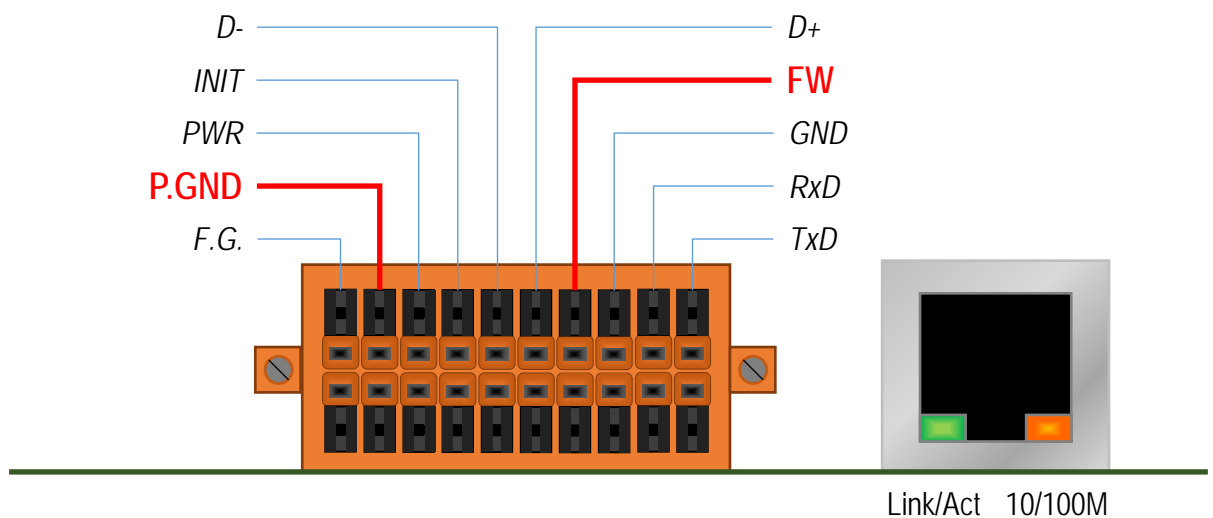 D-
D+
INIT
FW
PWR
GND
P.GND
RxD
F.G.
TxD
Link/Act 10/100M